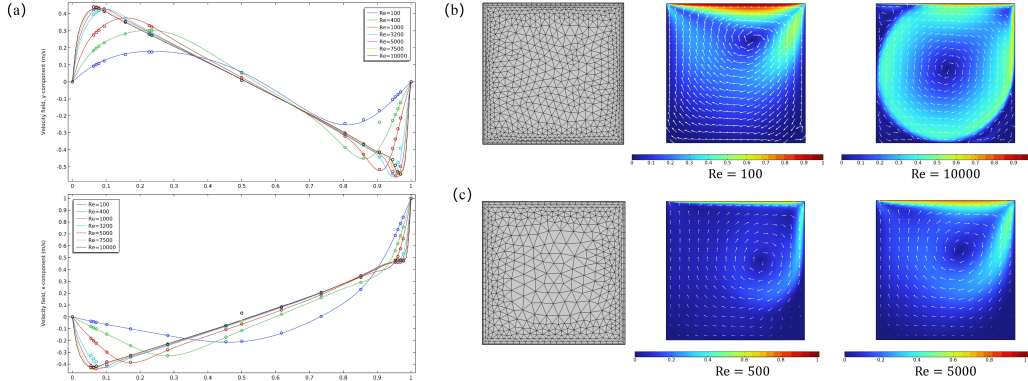 (a)
Velocity field, y-component (m/s)
0.4
0.3
0.2
0.1
0
-0.1
-0.2
-0.3
-0.4
-0.5
Re=100
Re=400
Re=1000
Re=3200
Re=5000
Re=7500
Re=10000
0 0.1 0.2 0.3 0.4 0.5 0.6 0.7 0.8 0.9 1
Velocity field, x-component (m/s)
1
0.9
0.8
0.7
0.6
0.5
0.4
0.3
0.2
0.1
0
-0.1
-0.2
-0.3
-0.4
Re=100
Re=400
Re=1000
Re=3200
Re=5000
Re=7500
Re=10000
0 0.1 0.2 0.3 0.4 0.5 0.6 0.7 0.8 0.9 1
(b)
0 0.1 0.2 0.3 0.4 0.5 0.6 0.7 0.8 0.9
Re = 100
0 0.1 0.2 0.3 0.4 0.5 0.6 0.7 0.8 0.9
Re = 10000
(c)
0 0.2 0.4 0.6 0.8 1
Re = 500
0 0.2 0.4 0.6 0.8 1
Re = 5000